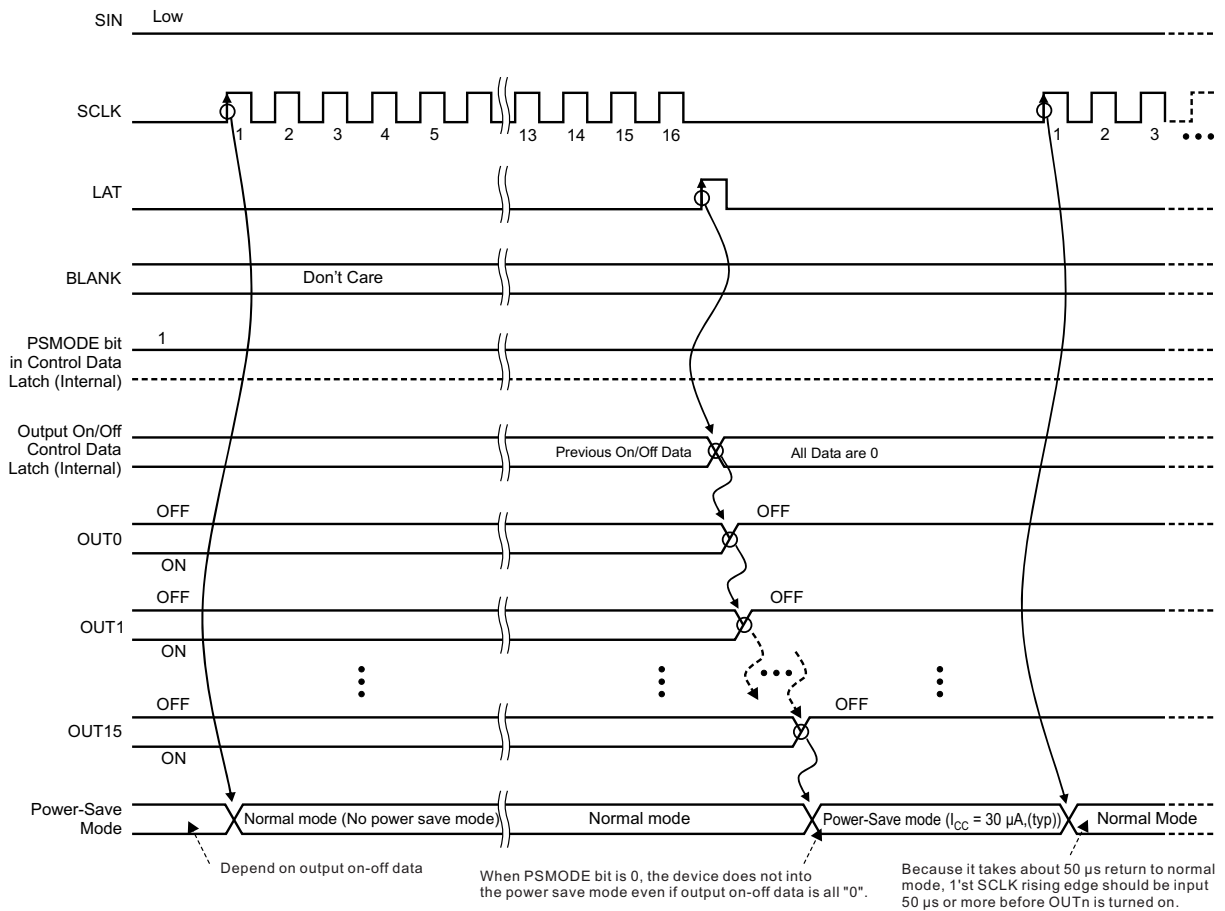 SIN
Low
SCLK
1 2 3 4 5 13 14 15 16 1 2 3
LAT
BLANK
Don't Care
PSMODE bit
in Control Data
Latch (Internal)
1
Output On/Off
Control Data
Latch (Internal)
Previous On/Off Data
All Data are 0
OFF
OUT0
ON
OFF
OFF
OUT1
ON
OFF
OFF
OUT15
ON
OFF
Power-Save
Mode
Normal mode (No power save mode)
Normal mode
Power-Save mode (ICC = 30 µA,(typ))
Normal Mode
Depend on output on-off data
When PSMODE bit is 0, the device does not into
the power save mode even if output on-off data is all "0".
Because it takes about 50 µs return to normal
mode, 1'st SCLK rising edge should be input
50 µs or more before OUTn is turned on.